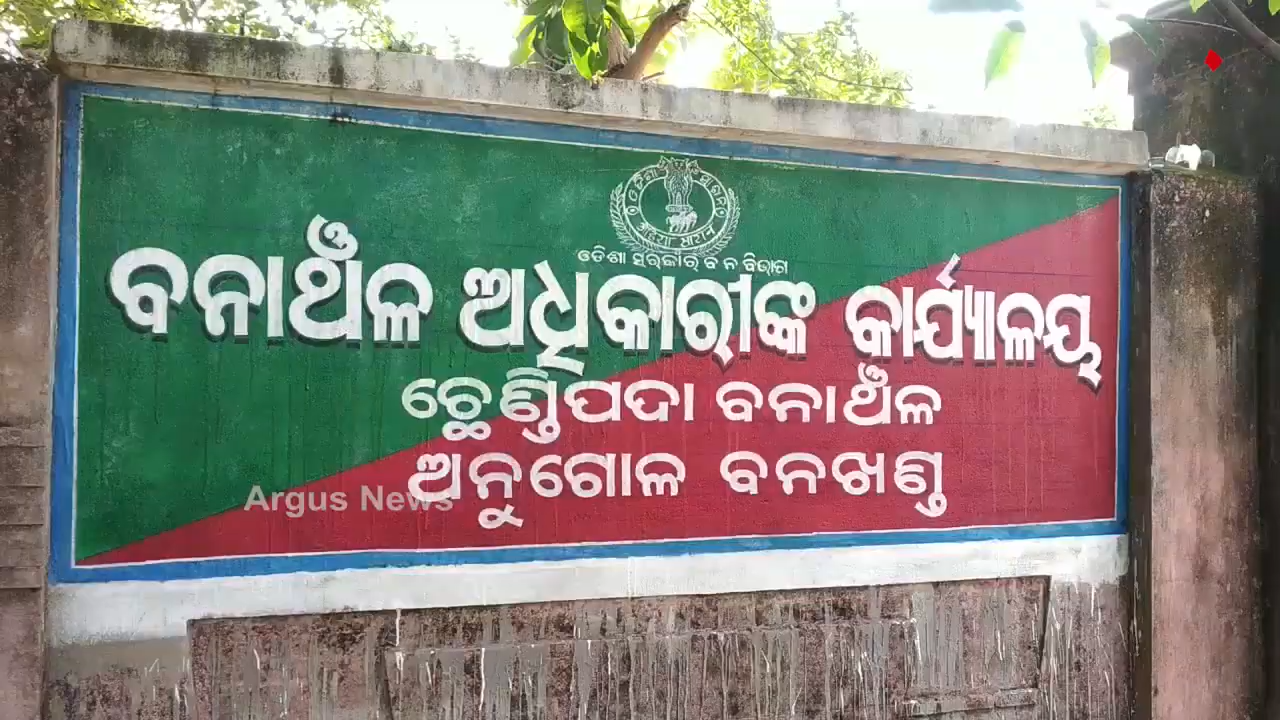 ଓଡିଶା ସରକାର ବନ ବିଭାଗ
ବନାଞ୍ଚଳ ଅଧିକାରୀଙ୍କ କାର୍ଯ୍ୟାଳୟ
ଛେଣ୍ଡିପଦା ବନାଞ୍ଚଳ
ଅନୁଗୋଳ ବନଖଣ୍ଡ
Argus News